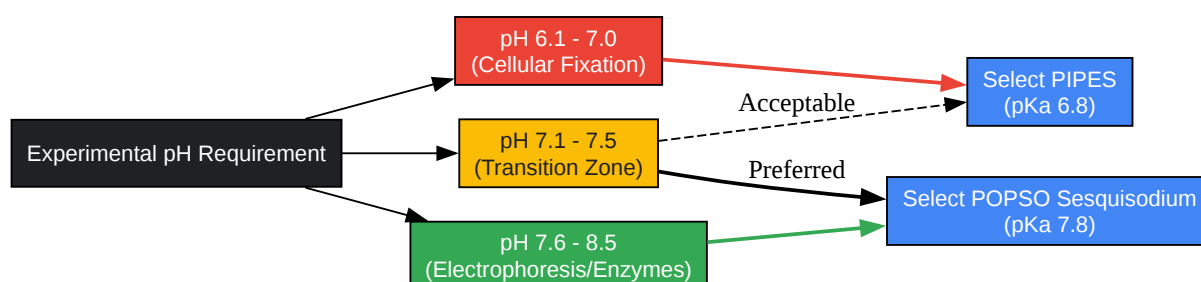 Experimental pH Requirement
pH 6.1 - 7.0
(Cellular Fixation)
pH 7.1 - 7.5
(Transition Zone)
pH 7.6 - 8.5
(Electrophoresis/Enzymes)
Acceptable
Preferred
Select PIPES
(pKa 6.8)
Select POPSO Sesquisodium
(pKa 7.8)